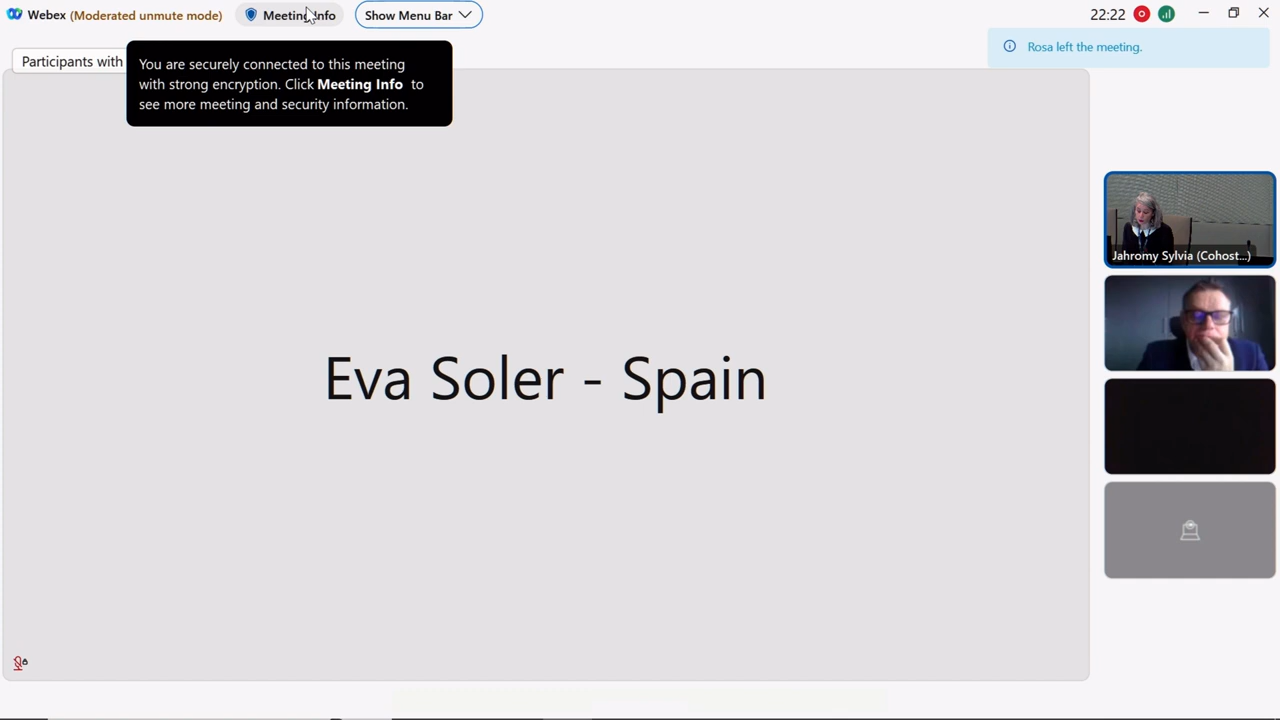 Webex (Moderated unmute mode) Meeting Info Show Menu Bar 22:22
Rosa left the meeting.
Participants with
You are securely connected to this meeting
with strong encryption. Click Meeting Info to
see more meeting and security information.
Eva Soler - Spain
Jahromy Sylvia (Cohost...)